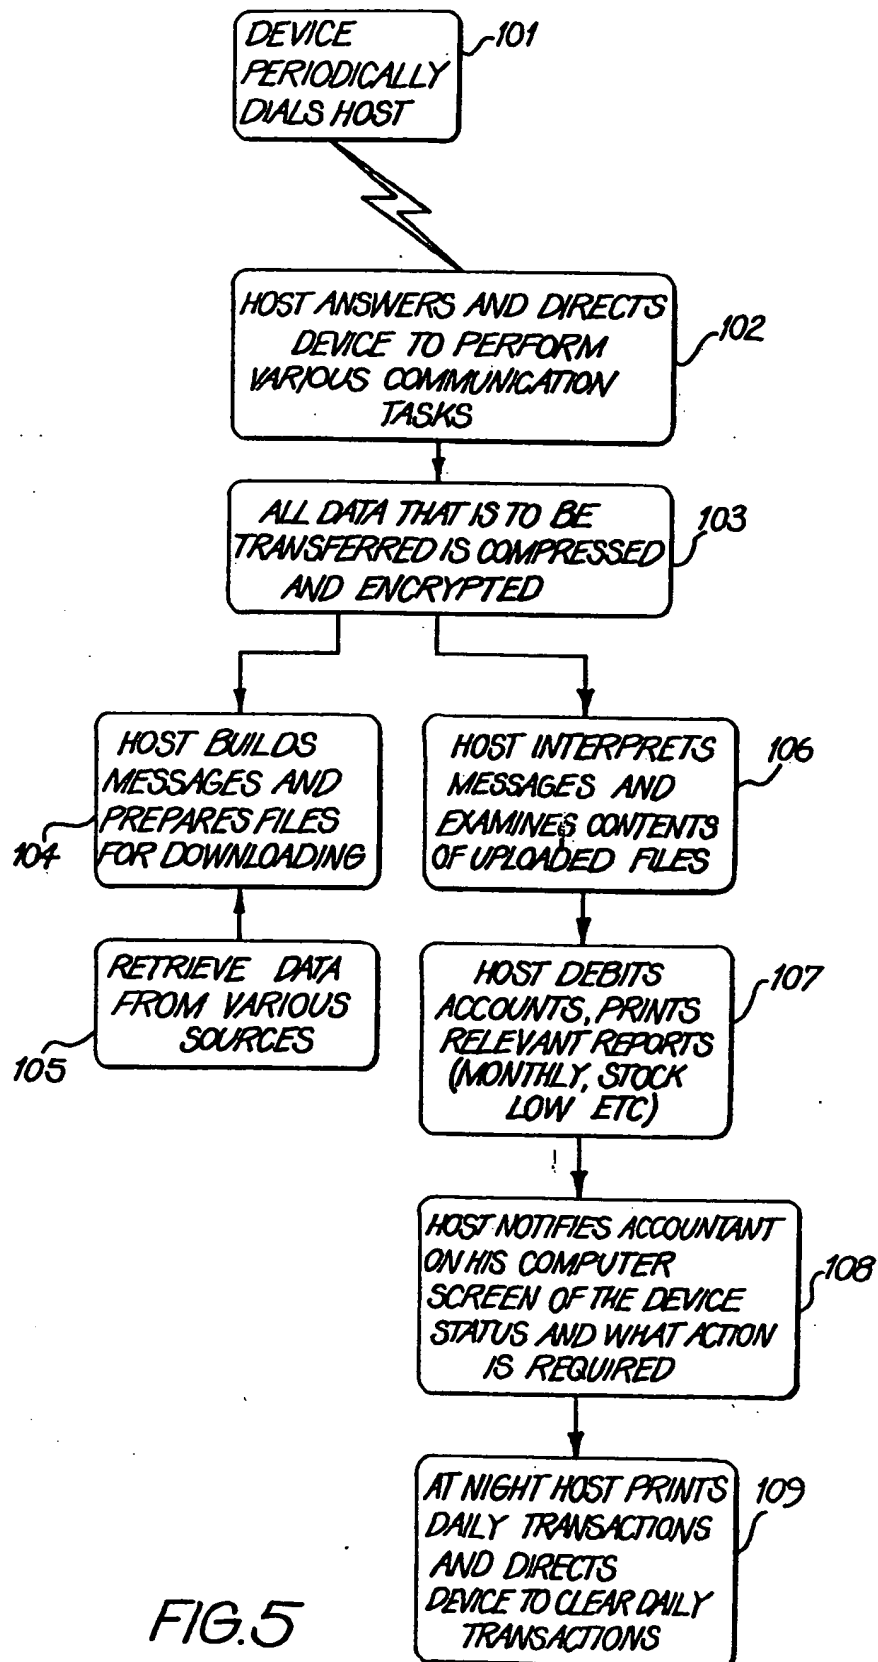 DEVICE
PERIODICALLY
DIALS HOST
101
HOST ANSWERS AND DIRECTS
DEVICE TO PERFORM
VARIOUS COMMUNICATION
TASKS
102
ALL DATA THAT IS TO BE
TRANSFERRED IS COMPRESSED
AND ENCRYPTED
103
HOST BUILDS
MESSAGES AND
PREPARES FILES
FOR DOWNLOADING
104
RETRIEVE DATA
FROM VARIOUS
SOURCES
105
HOST INTERPRETS
MESSAGES AND
EXAMINES CONTENTS
OF UPLOADED FILES
106
HOST DEBITS
ACCOUNTS, PRINTS
RELEVANT REPORTS
(MONTHLY, STOCK
LOW ETC)
107
HOST NOTIFIES ACCOUNTANT
ON HIS COMPUTER
SCREEN OF THE DEVICE
STATUS AND WHAT ACTION
IS REQUIRED
108
AT NIGHT HOST PRINTS
DAILY TRANSACTIONS
AND DIRECTS
DEVICE TO CLEAR DAILY
TRANSACTIONS
109
FIG.5